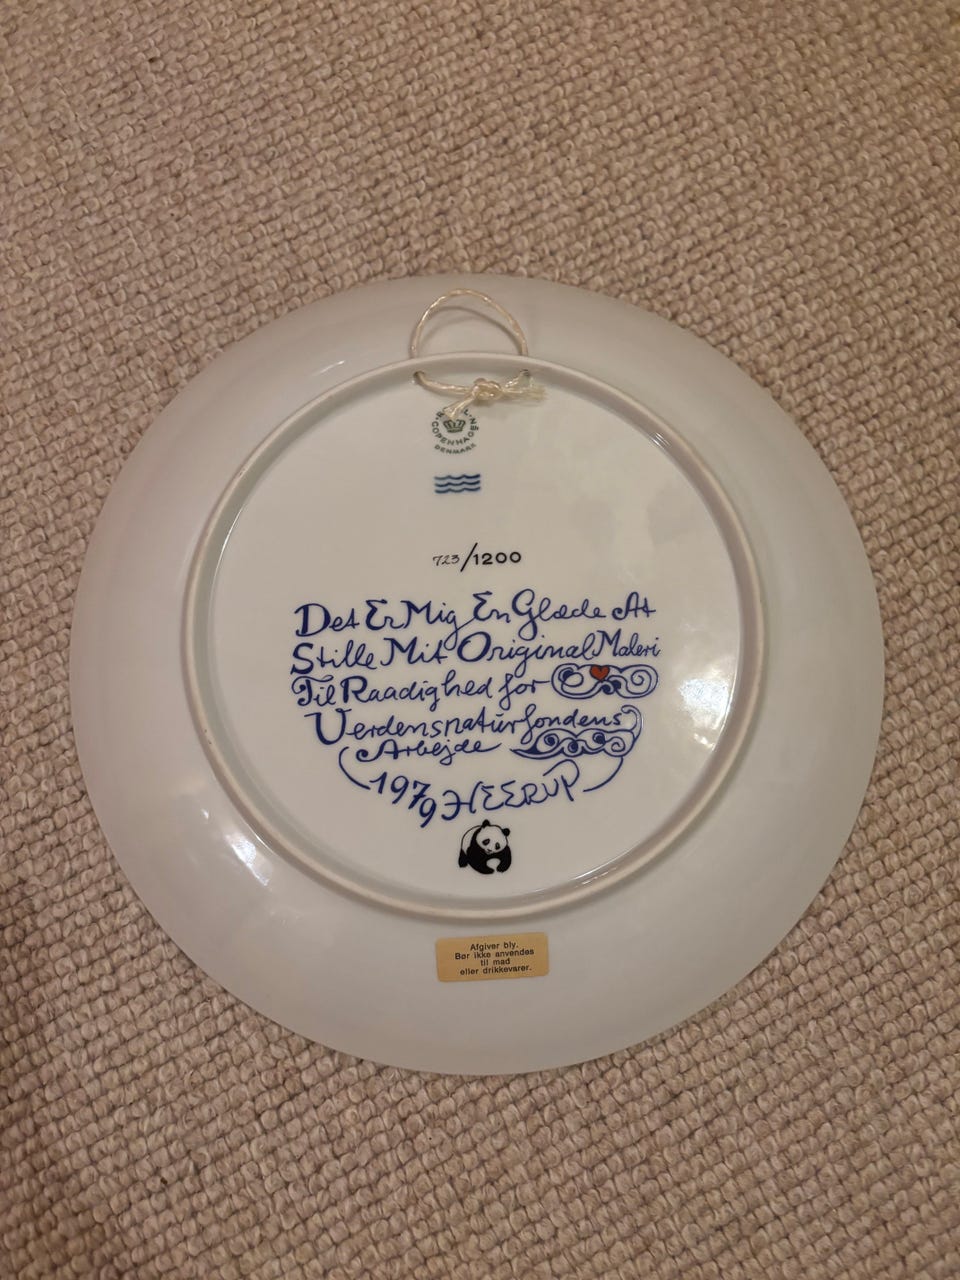 COPENHAGEN
DENMARK
723/1200
Det Er Mig En Glæde At
Stille Mit Original Maleri
Til Raadighed for
Verdensnaturfondens
Arbejde
1979 HEERUP
Afgiver bly.
Bør ikke anvendes
til mad
eller drikkevarer.